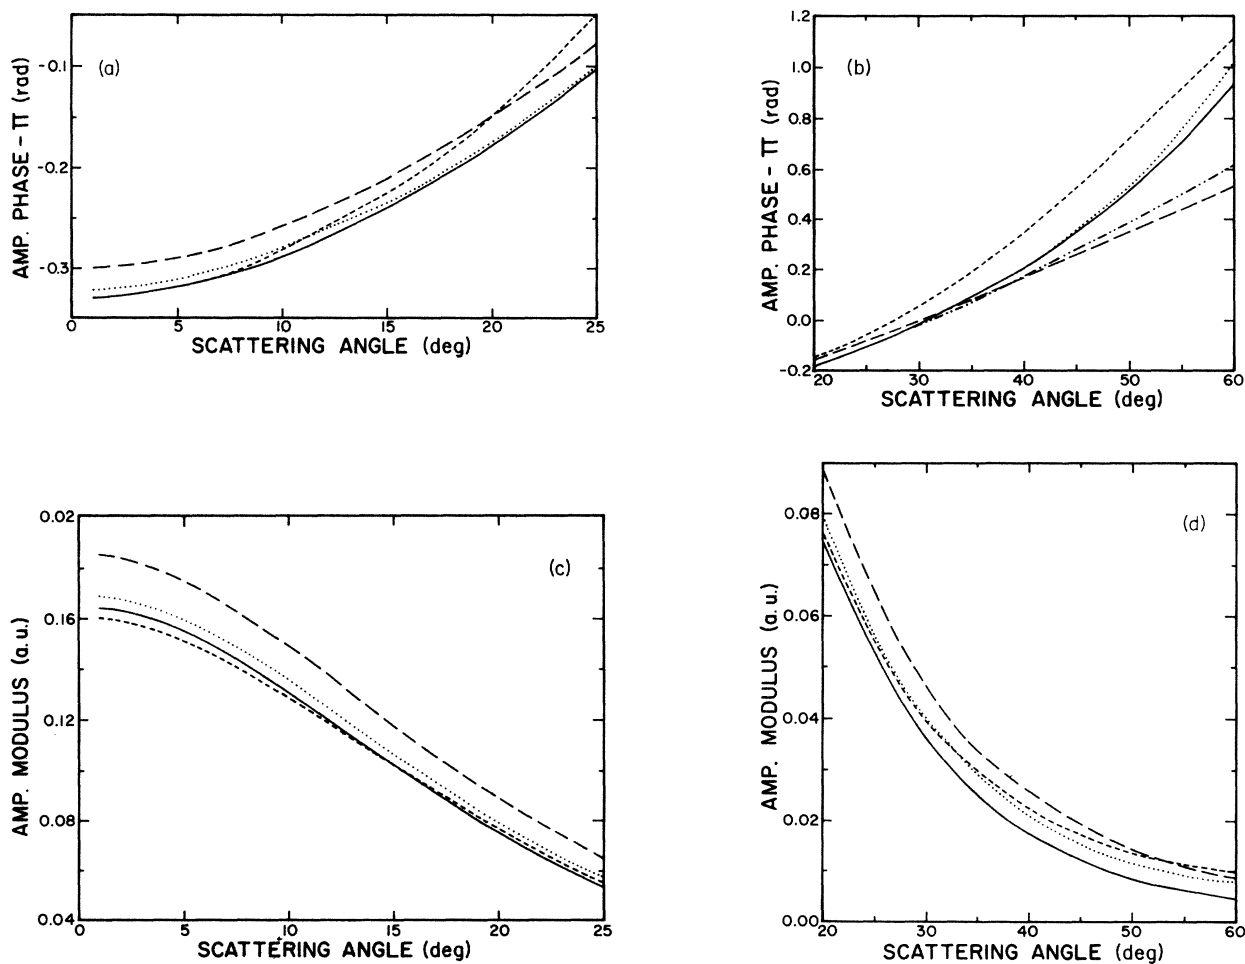 (a)
AMP. PHASE - π (rad)
-0.1
-0.2
-0.3
0 5 10 15 20 25
SCATTERING ANGLE (deg)
(b)
AMP. PHASE - π (rad)
1.2
1.0
0.8
0.6
0.4
0.2
0.0
-0.2
20 30 40 50 60
SCATTERING ANGLE (deg)
(c)
AMP. MODULUS (a.u.)
0.02
0.16
0.12
0.08
0.04
0 5 10 15 20 25
SCATTERING ANGLE (deg)
(d)
AMP. MODULUS (a.u.)
0.08
0.06
0.04
0.02
0.00
20 30 40 50 60
SCATTERING ANGLE (deg)